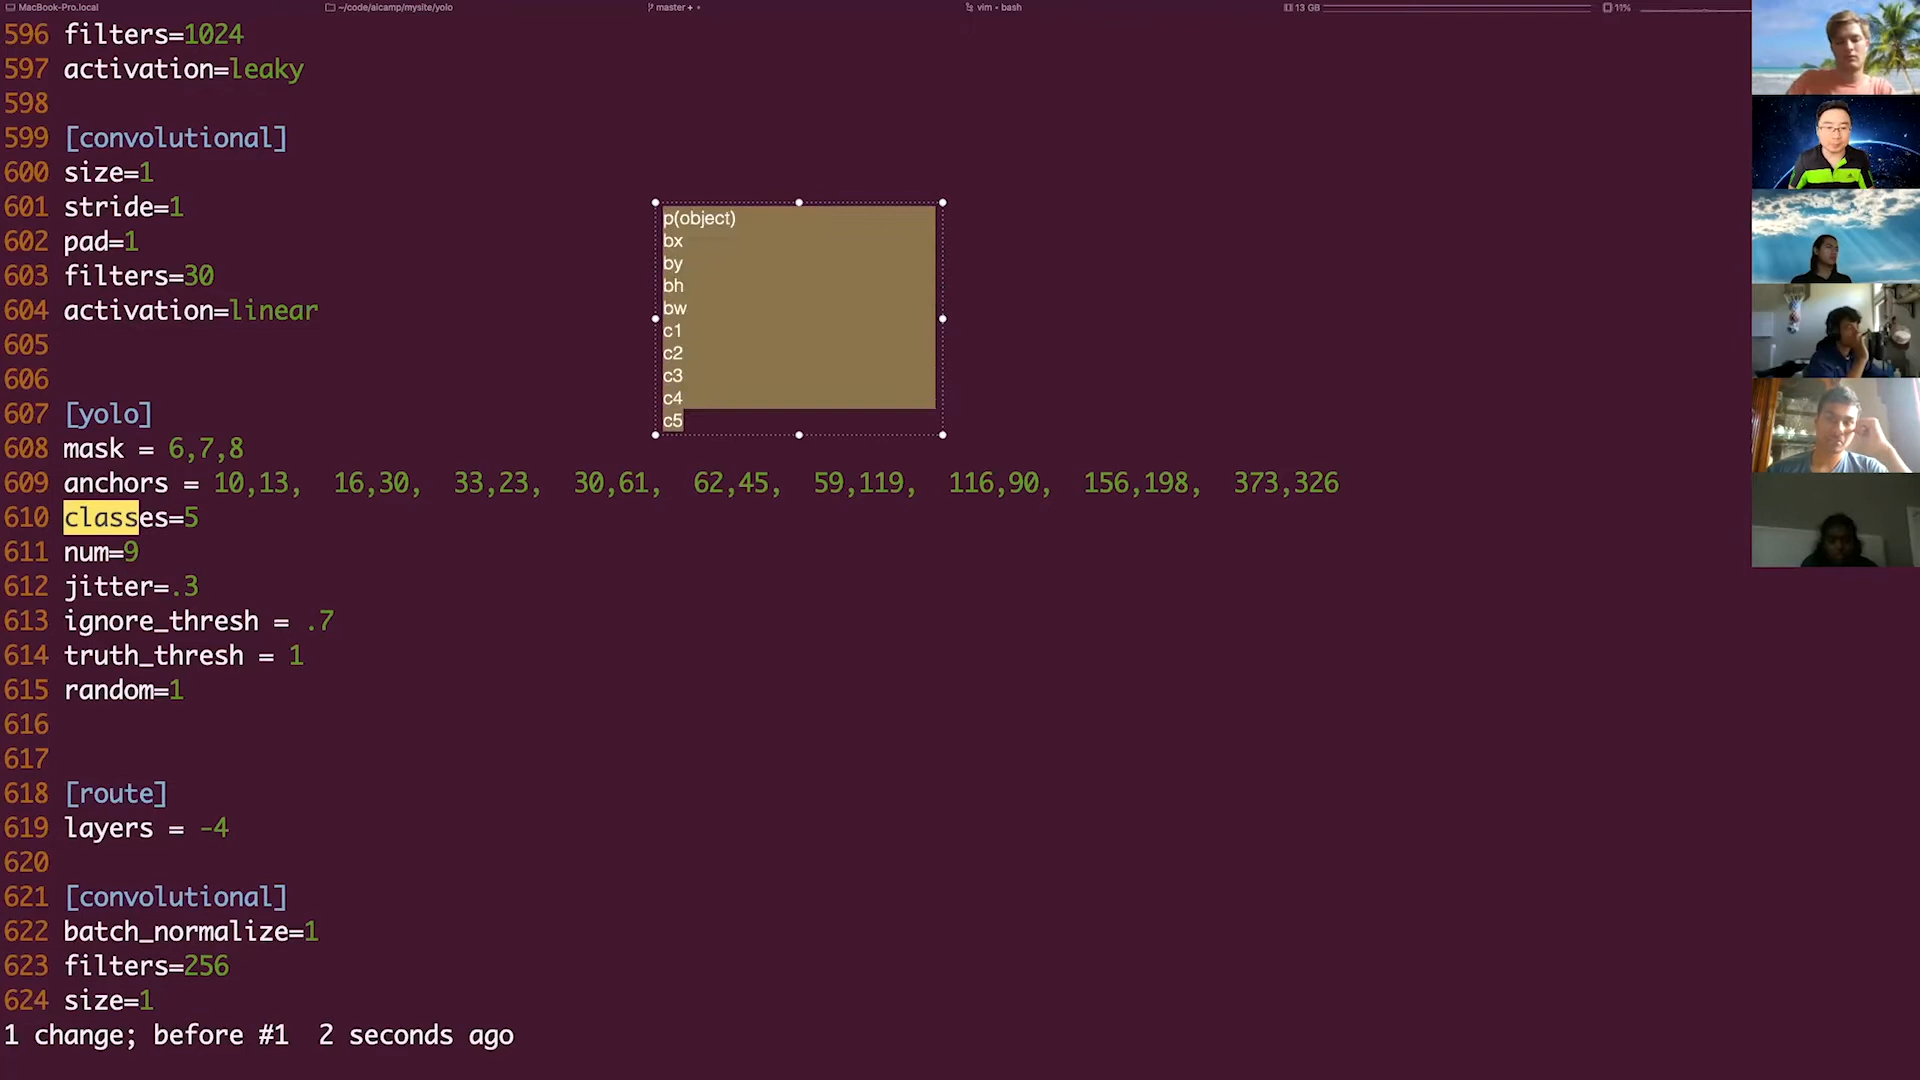 MacBook-Pro.local ~/code/aicamp/mysite/yolo master + • vim • bash 13 GB 11%
596 filters=1024
597 activation=leaky
598
599 [convolutional]
600 size=1
601 stride=1
602 pad=1
603 filters=30
604 activation=linear
605
606
607 [yolo]
608 mask = 6,7,8
609 anchors = 10,13,  16,30,  33,23,  30,61,  62,45,  59,119,  116,90,  156,198,  373,326
610 classes=5
611 num=9
612 jitter=.3
613 ignore_thresh = .7
614 truth_thresh = 1
615 random=1
616
617
618 [route]
619 layers = -4
620
621 [convolutional]
622 batch_normalize=1
623 filters=256
624 size=1
1 change; before #1  2 seconds ago
p(object)
bx
by
bh
bw
c1
c2
c3
c4
c5